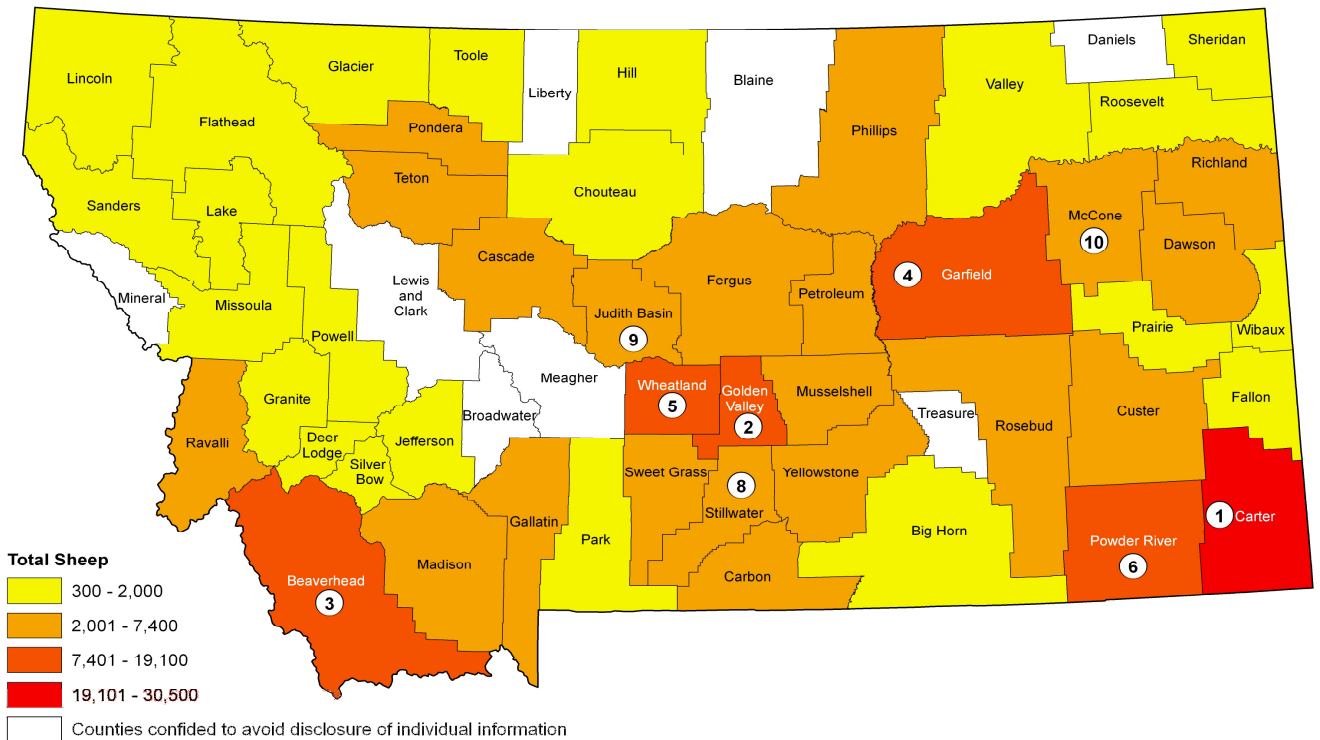 Lincoln
Flathead
Glacier
Toole
Liberty
Hill
Blaine
Phillips
Valley
Daniels
Sheridan
Roosevelt
Richland
Pondera
Teton
Chouteau
Sanders
Lake
McCone
10
Dawson
Cascade
Fergus
Petroleum
4
Garfield
Mineral
Missoula
Powell
Lewis
and
Clark
Judith Basin
9
Prairie
Wibaux
Meagher
Wheatland
5
Golden
Valley
2
Musselshell
Treasure
Rosebud
Custer
Fallon
Granite
Ravalli
Deer
Lodge
Silver
Bow
Jefferson
Broadwater
Sweet Grass
8
Stillwater
Yellowstone
Gallatin
Park
Big Horn
Powder River
6
1
Carter
Madison
Carbon
Beaverhead
3
Total Sheep
300 - 2,000
2,001 - 7,400
7,401 - 19,100
19,101 - 30,500
Counties confided to avoid disclosure of individual information